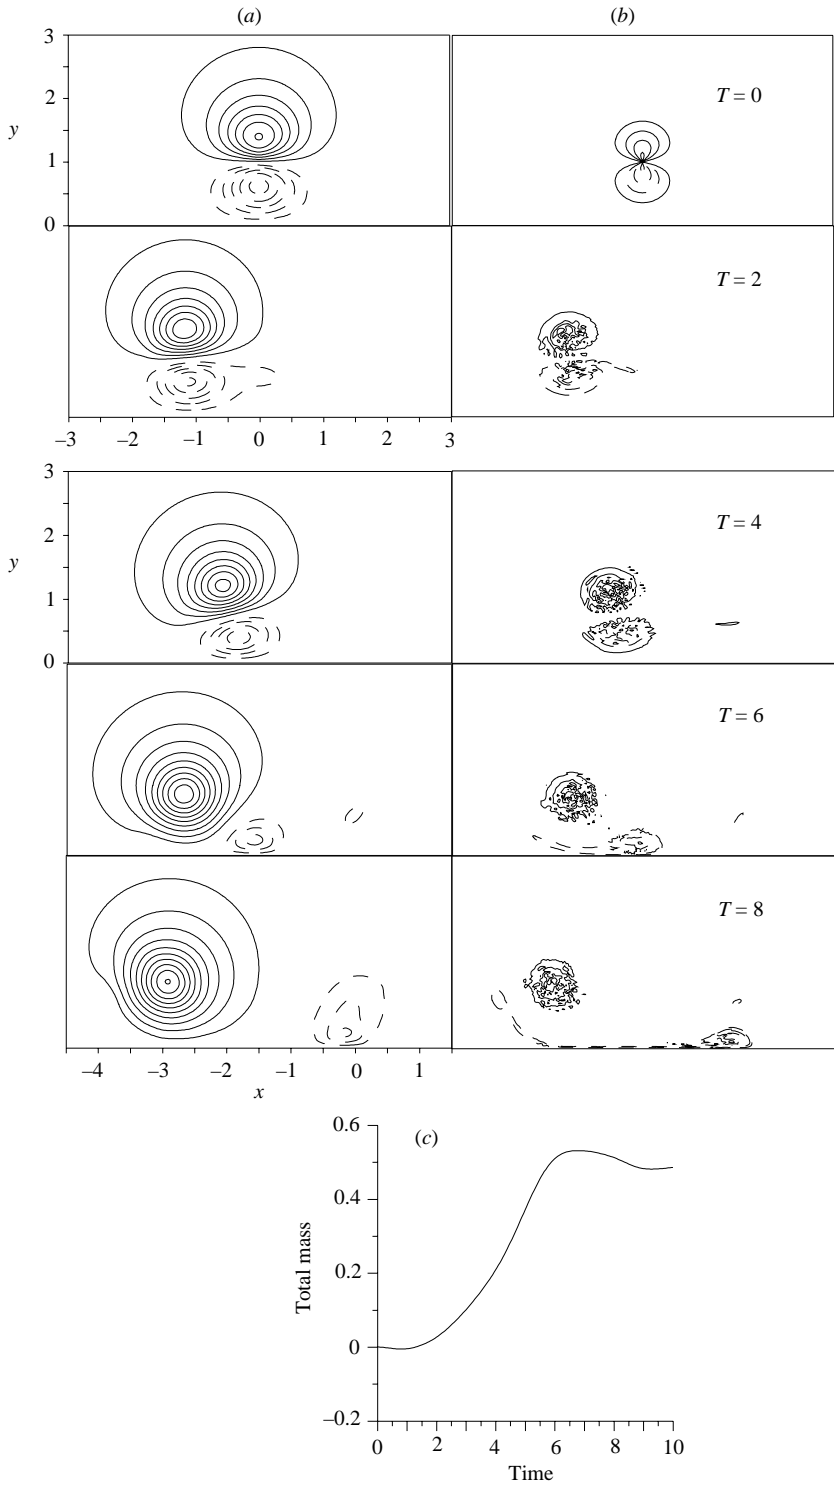 (a) (b)
3
2
y
1
0
T = 0
T = 2
–3 –2 –1 0 1 2 3
3
2
y
1
0
T = 4
T = 6
T = 8
–4 –3 –2 –1 0 1
x
(c)
0.6
0.4
0.2
0
–0.2
Total mass
0 2 4 6 8 10
Time